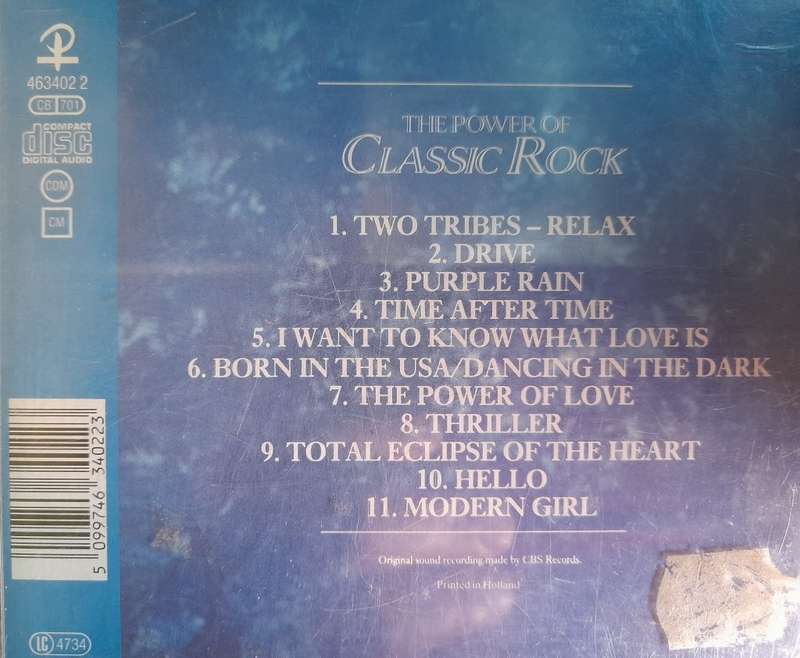 463402 2
CB 701
COMPACT
disc
DIGITAL AUDIO
CDM
CM
THE POWER OF
CLASSIC ROCK
1. TWO TRIBES – RELAX
2. DRIVE
3. PURPLE RAIN
4. TIME AFTER TIME
5. I WANT TO KNOW WHAT LOVE IS
6. BORN IN THE USA/DANCING IN THE DARK
7. THE POWER OF LOVE
8. THRILLER
9. TOTAL ECLIPSE OF THE HEART
10. HELLO
11. MODERN GIRL
Original sound recording made by CBS Records.
Printed in Holland
5 099746 340223
LC 4734